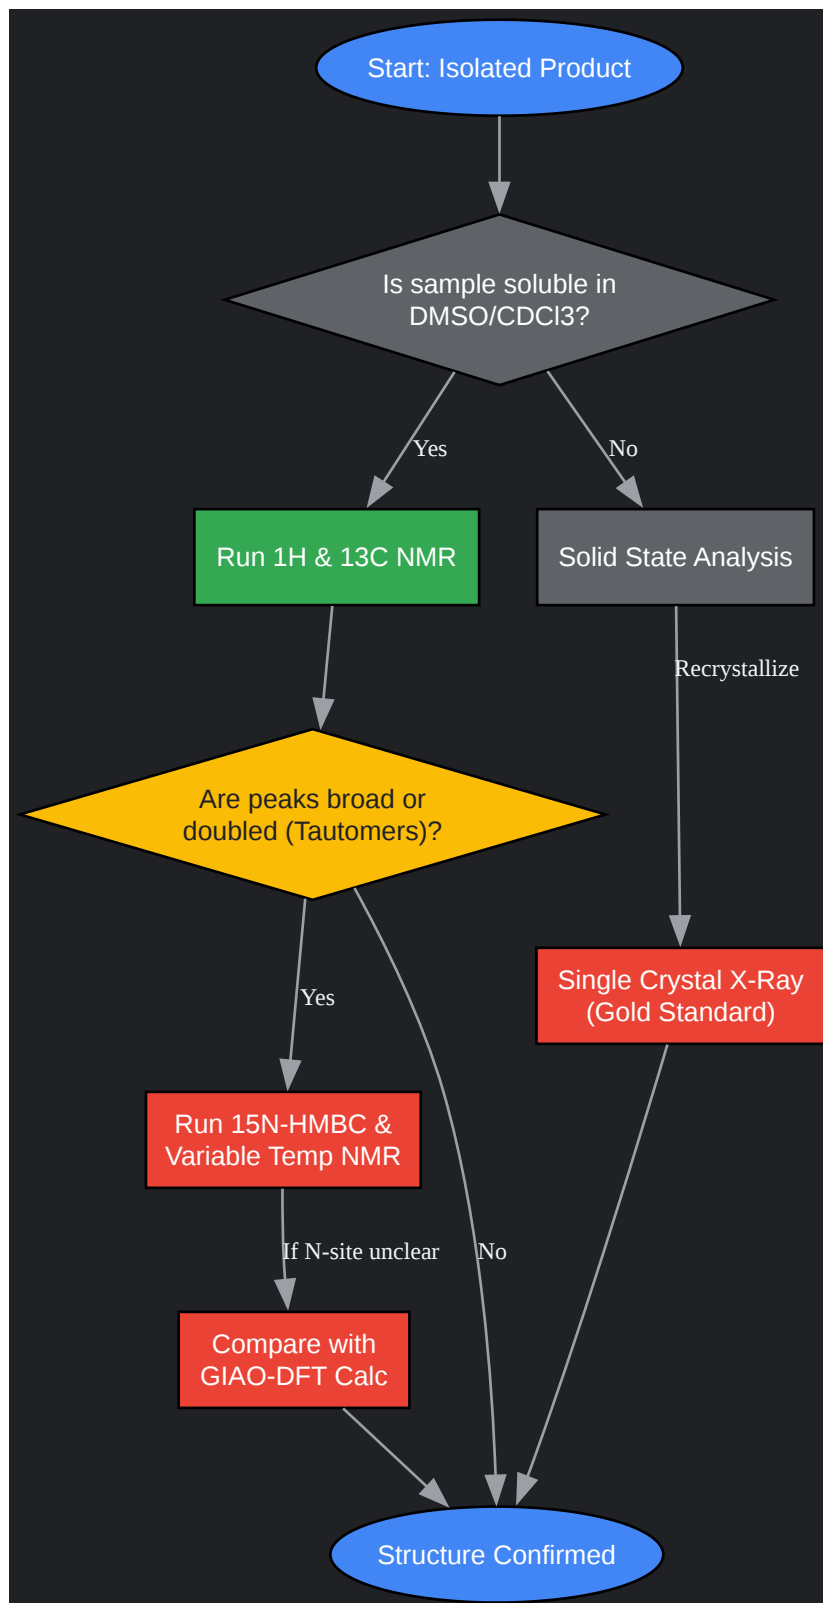 Start: Isolated Product
Is sample soluble in
DMSO/CDCl3?
Yes
No
Run 1H & 13C NMR
Solid State Analysis
Recrystallize
Are peaks broad or
doubled (Tautomers)?
Single Crystal X-Ray
(Gold Standard)
Yes
Run 15N-HMBC &
Variable Temp NMR
If N-site unclear
No
Compare with
GIAO-DFT Calc
Structure Confirmed